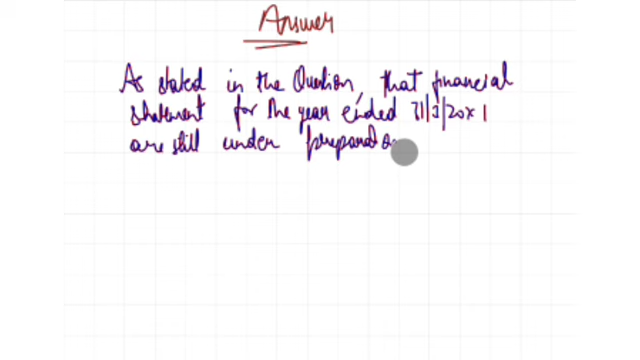 Answer
As stated in the Question, that financial
statement for the year ended 31/3/20x1
are still under preparato